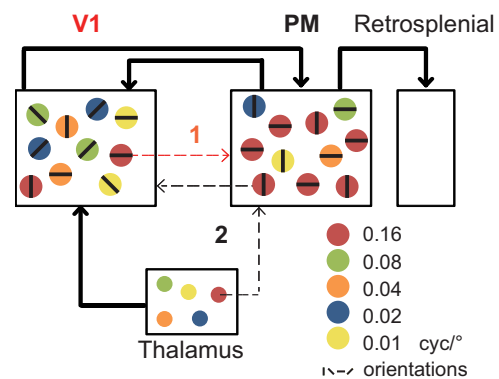 V1 PM Retrosplenial
1
2
Thalamus
0.16
0.08
0.04
0.02
0.01 cyc/°
orientations